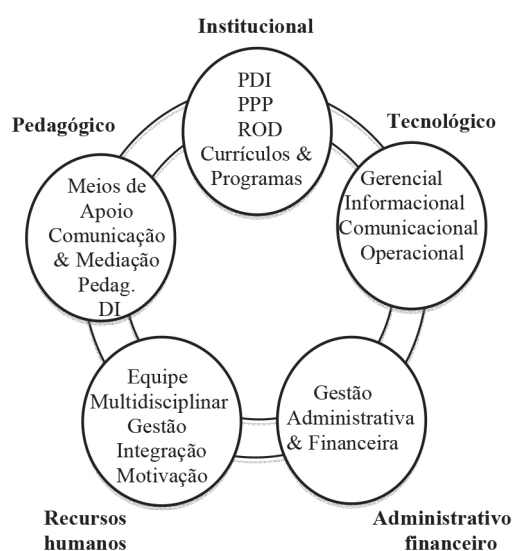 Institucional
PDI
PPP
ROD
Currículos &
Programas
Pedagógico
Meios de
Apoio
Comunicação
& Mediação
Pedag.
DI
Tecnológico
Gerencial
Informacional
Comunicacional
Operacional
Equipe
Multidisciplinar
Gestão
Integração
Motivação
Recursos
humanos
Gestão
Administrativa
& Financeira
Administrativo
financeiro